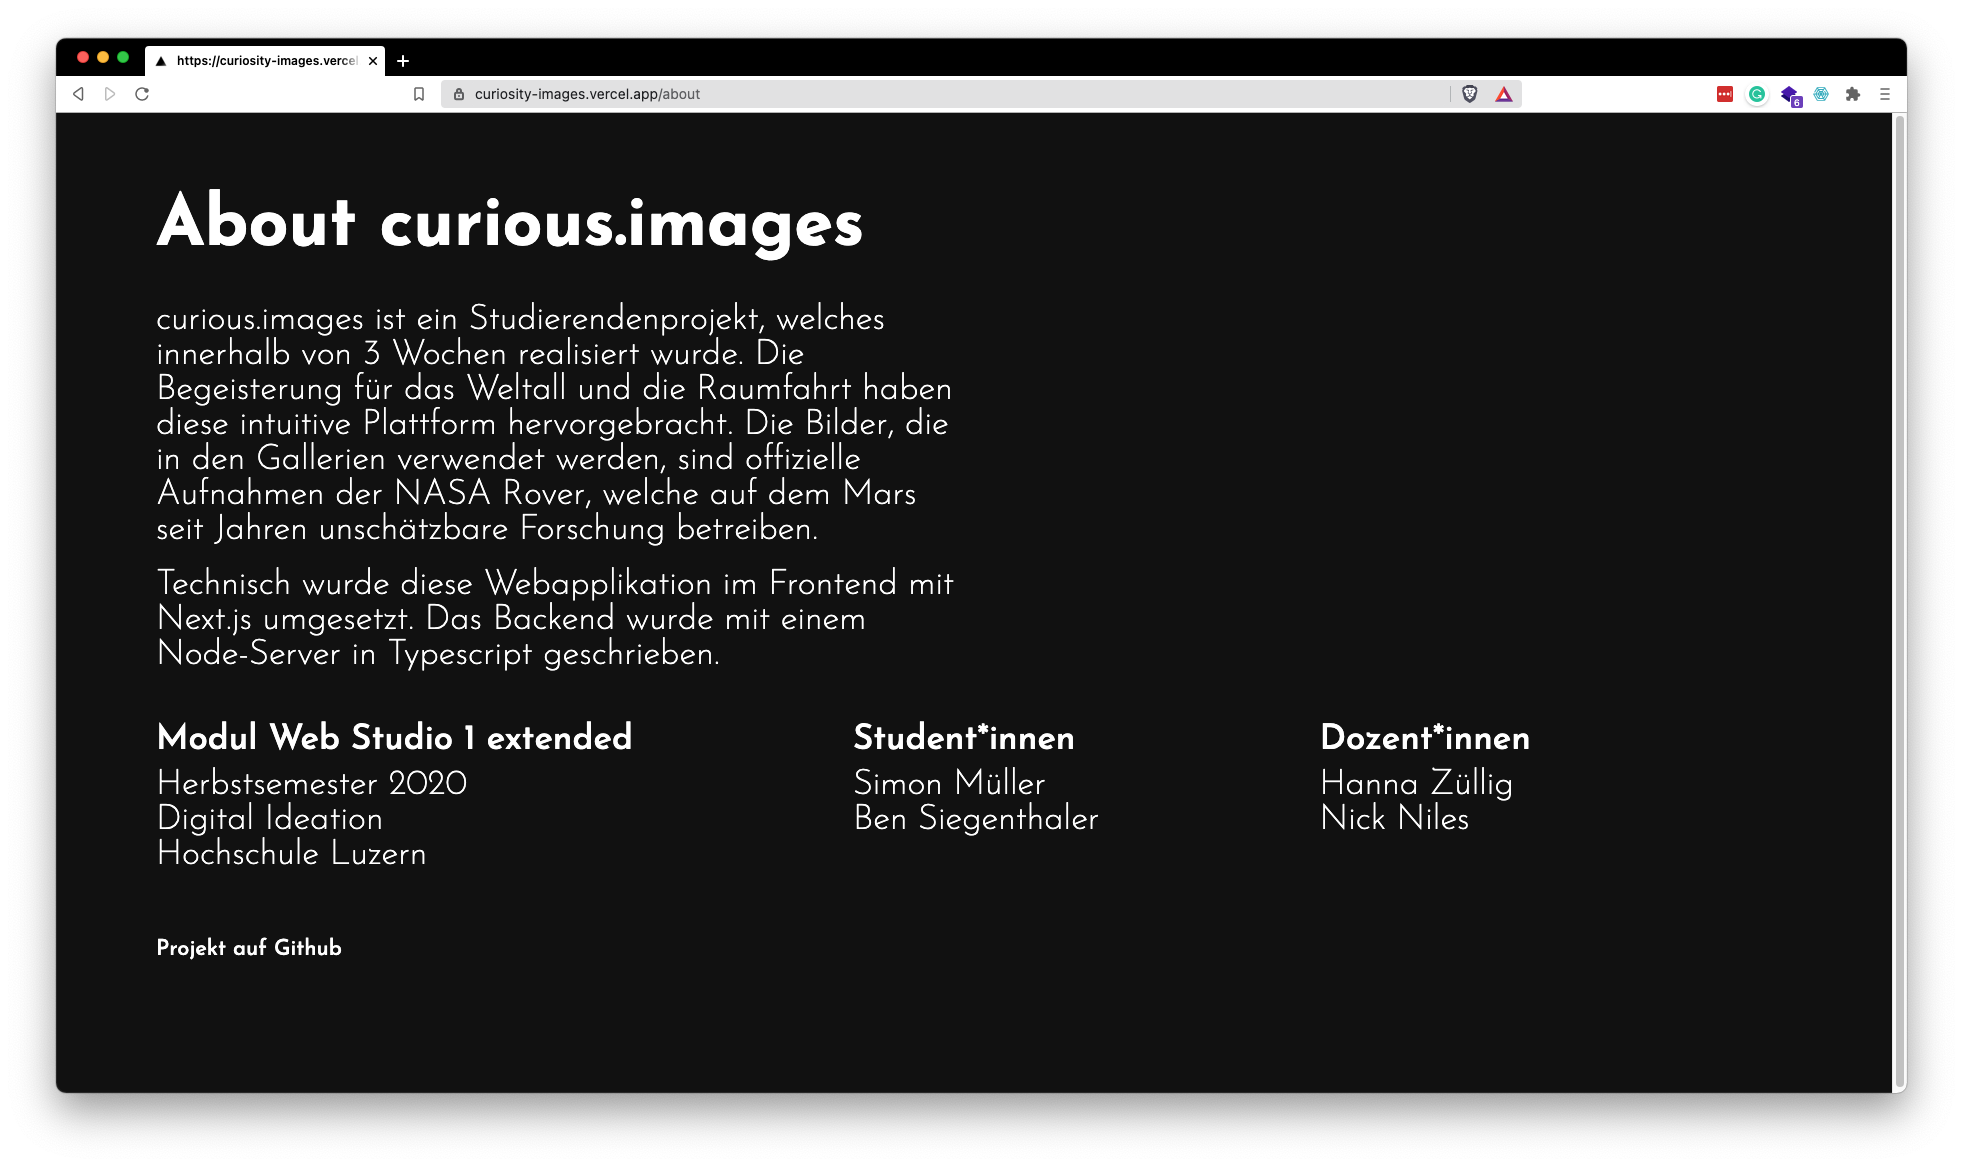 https://curiosity-images.verce
curiosity-images.vercel.app/about
6
About curious.images
curious.images ist ein Studierendenprojekt, welches
innerhalb von 3 Wochen realisiert wurde. Die
Begeisterung für das Weltall und die Raumfahrt haben
diese intuitive Plattform hervorgebracht. Die Bilder, die
in den Gallerien verwendet werden, sind offizielle
Aufnahmen der NASA Rover, welche auf dem Mars
seit Jahren unschätzbare Forschung betreiben.
Technisch wurde diese Webapplikation im Frontend mit
Next.js umgesetzt. Das Backend wurde mit einem
Node-Server in Typescript geschrieben.
Modul Web Studio 1 extended
Herbstsemester 2020
Digital Ideation
Hochschule Luzern
Student*innen
Simon Müller
Ben Siegenthaler
Dozent*innen
Hanna Züllig
Nick Niles
Projekt auf Github